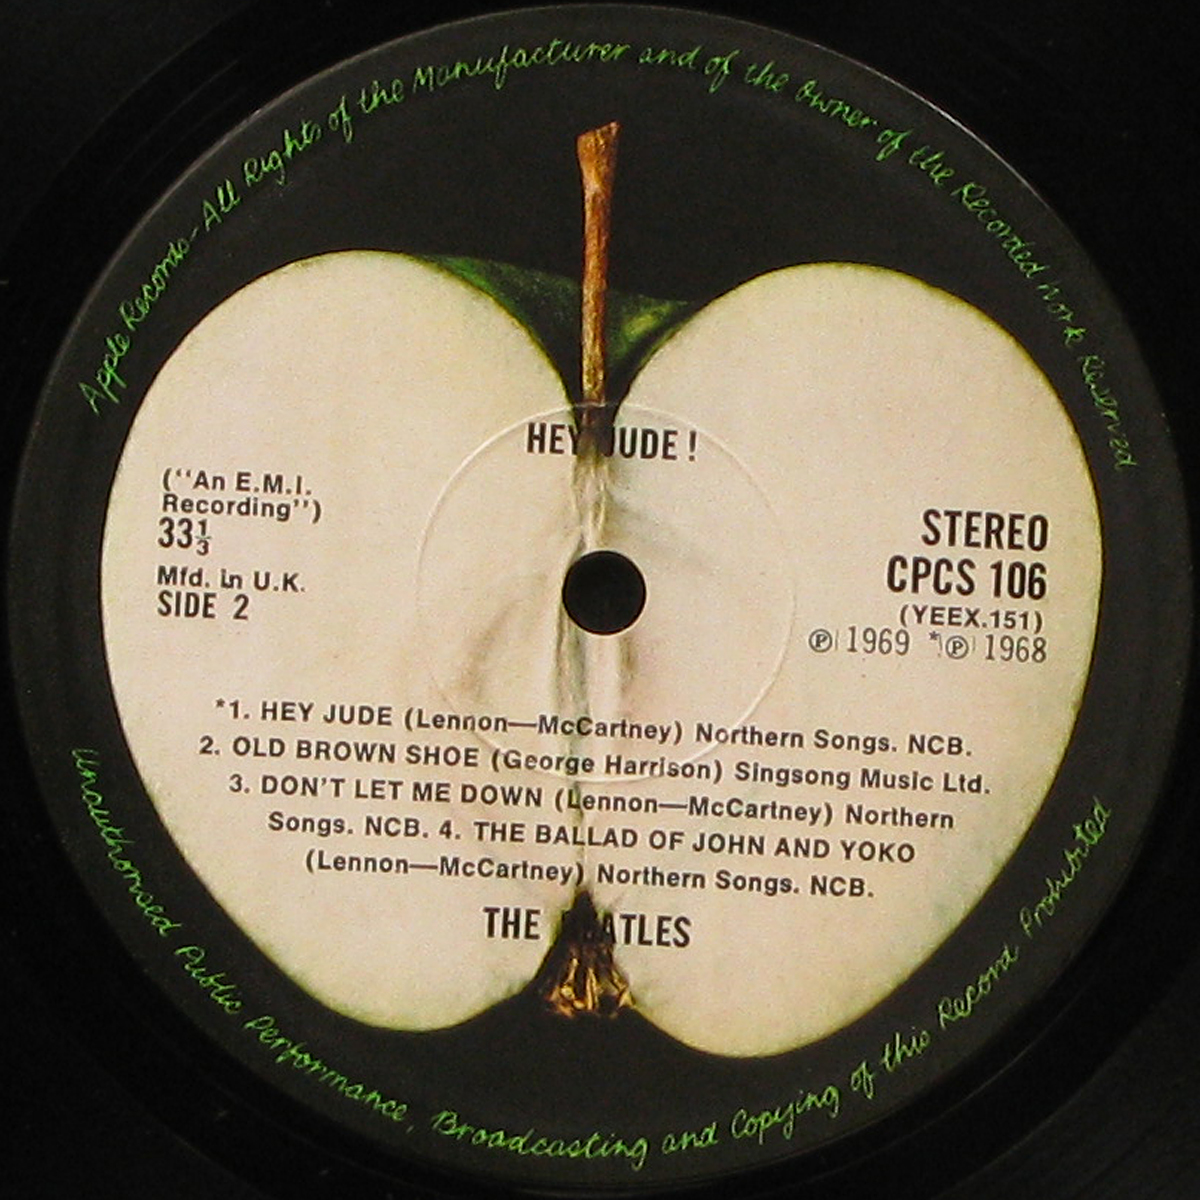 Apple Records - All Rights of the Manufacturer and of the Owner of the Recorded Work Reserved
HEY JUDE!
(“An E.M.I.
Recording”)
33⅓
Mfd. in U.K.
SIDE 2
STEREO
CPCS 106
(YEEX.151)
℗ 1969 *℗ 1968
*1. HEY JUDE (Lennon—McCartney) Northern Songs. NCB.
2. OLD BROWN SHOE (George Harrison) Singsong Music Ltd.
3. DON'T LET ME DOWN (Lennon—McCartney) Northern
Songs. NCB. 4. THE BALLAD OF JOHN AND YOKO
(Lennon—McCartney) Northern Songs. NCB.
THE BEATLES
Unauthorised Public Performance, Broadcasting and Copying of this Record Prohibited